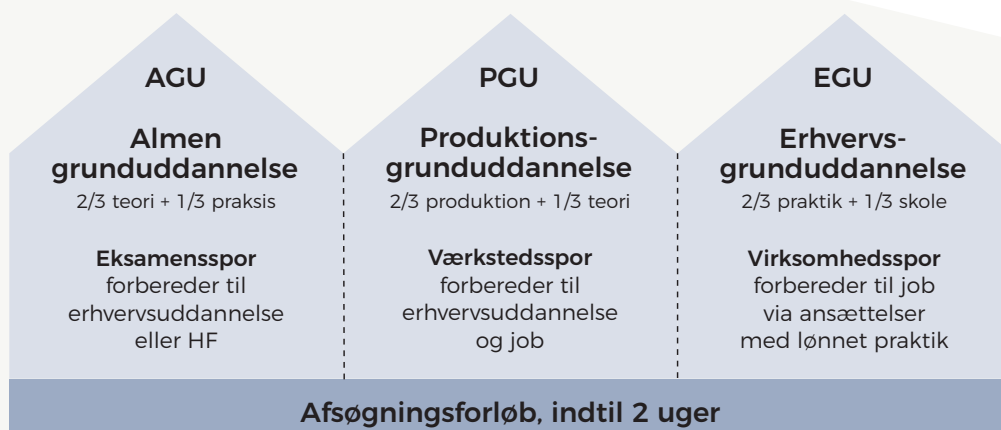 AGU
Almen
grunduddannelse
2/3 teori + 1/3 praksis
Eksamensspor
forbereder til
erhvervsuddannelse
eller HF
PGU
Produktions-
grunduddannelse
2/3 produktion + 1/3 teori
Værkstedsspor
forbereder til
erhvervsuddannelse
og job
EGU
Erhvervs-
grunduddannelse
2/3 praktik + 1/3 skole
Virksomhedsspor
forbereder til job
via ansættelser
med lønnet praktik
Afsøgningsforløb, indtil 2 uger